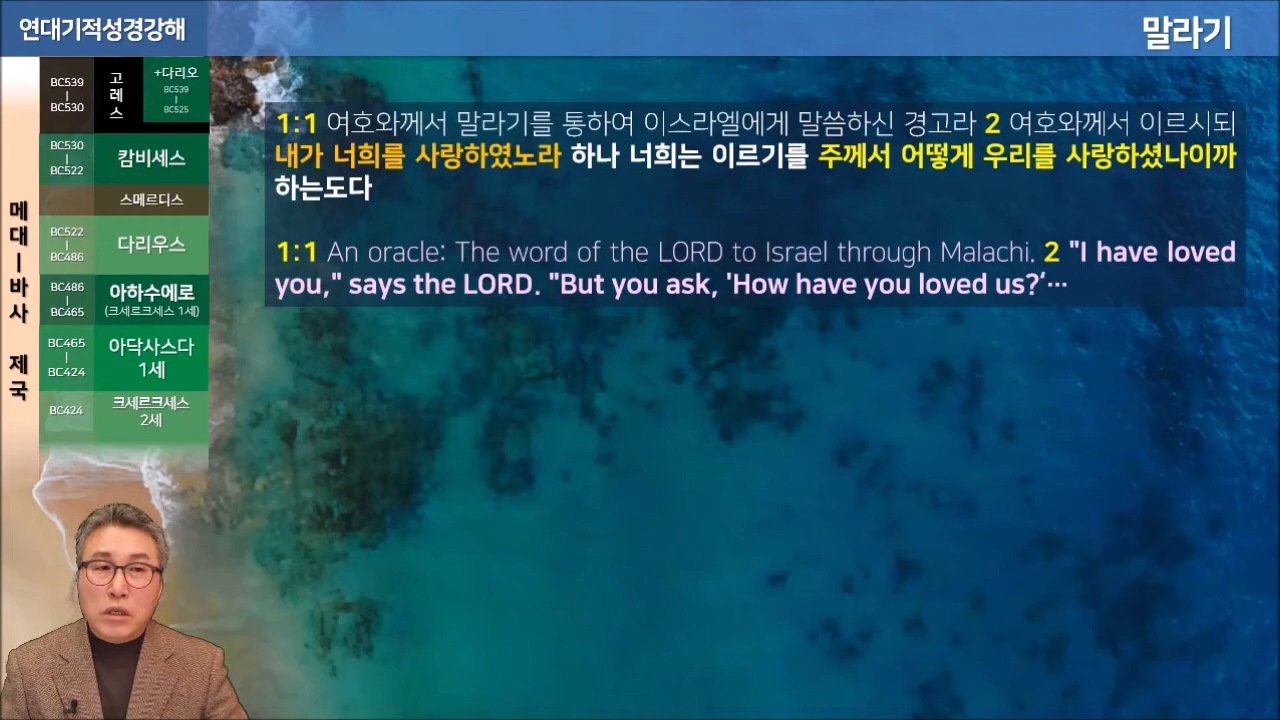 연대기적성경강해
말라기
메대ㅣ바사 제국
BC539
|
BC530
고레스
+다리오
BC539
|
BC525
BC530
|
BC522
캄비세스
스메르디스
BC522
|
BC486
다리우스
BC486
|
BC465
아하수에로
(크세르크세스 1세)
BC465
|
BC424
아닥사스다
1세
BC424
크세르크세스
2세
1:1 여호와께서 말라기를 통하여 이스라엘에게 말씀하신 경고라 2 여호와께서 이르시되
내가 너희를 사랑하였노라 하나 너희는 이르기를 주께서 어떻게 우리를 사랑하셨나이까
하는도다
1:1 An oracle: The word of the LORD to Israel through Malachi. 2 "I have loved
you," says the LORD. "But you ask, 'How have you loved us?‘…